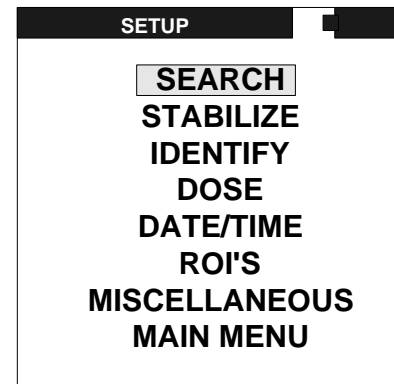 SETUP
SEARCH
STABILIZE
IDENTIFY
DOSE
DATE/TIME
ROI'S
MISCELLANEOUS
MAIN MENU